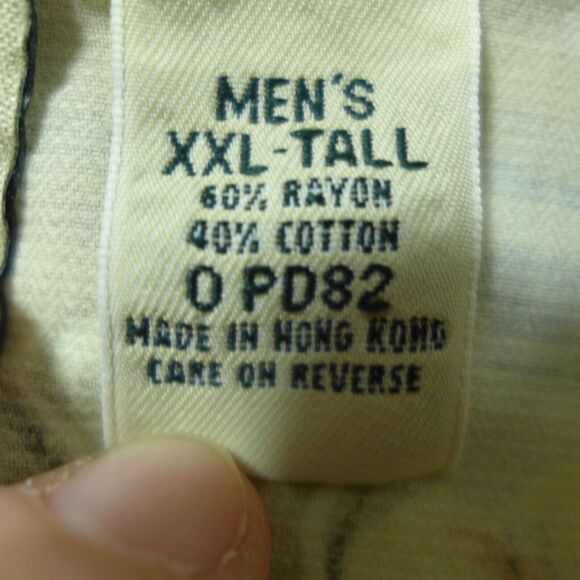 MEN'S
XXL-TALL
60% RAYON
40% COTTON
0 PD82
MADE IN HONG KONG
CARE ON REVERSE